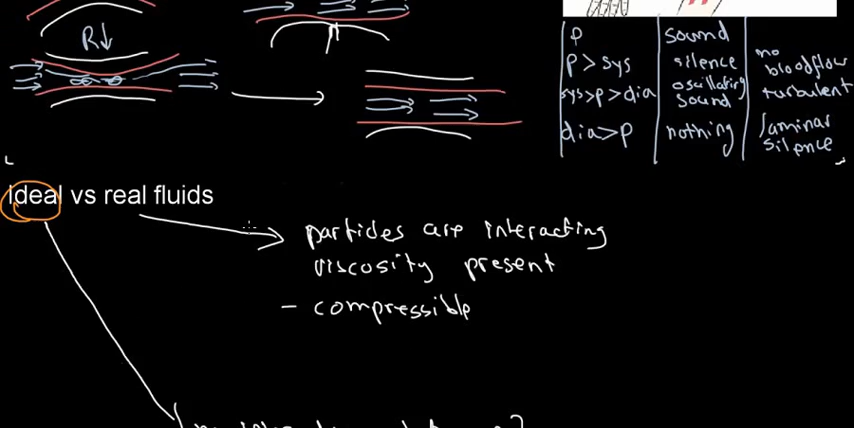 R↓
P
sound
P > sys
silence
no
bloodflow
sys>p>dia
oscillating
sound
turbulent
dia>P
nothing
laminar
silence
Ideal vs real fluids
particles are interacting
viscosity present
- compressible